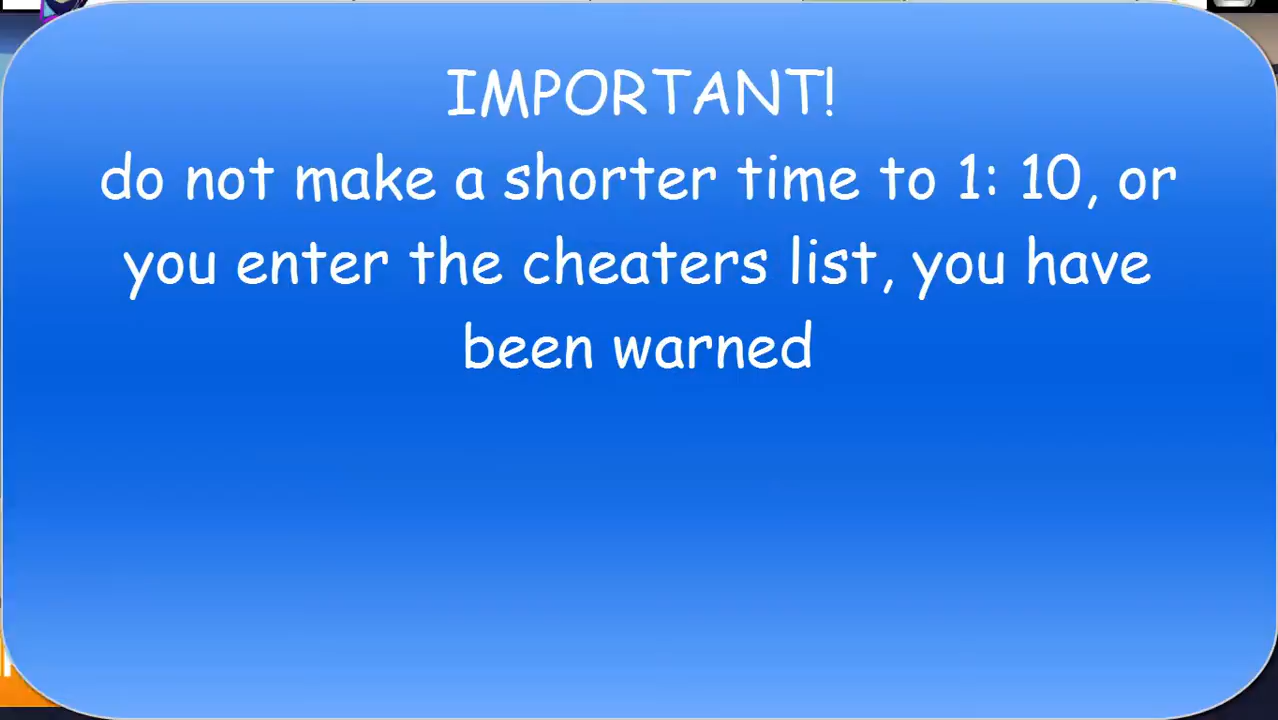 IMPORTANT!
do not make a shorter time to 1: 10, or
you enter the cheaters list, you have
been warned